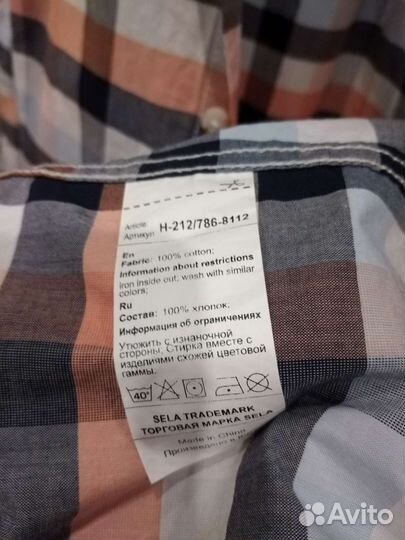 Article
Артикул H-212/786-8112
En
Fabric: 100% cotton;
Information about restrictions
Iron inside out; wash with similar
colors;
Ru
Состав: 100% хлопок.
Информация об ограничениях
Утюжить с изнаночной
стороны; Стирка вместе с
изделиями схожей цветовой
гаммы.
40°
SELA TRADEMARK
ТОРГОВАЯ МАРКА SELA
Made in China
Произведено в
Avito